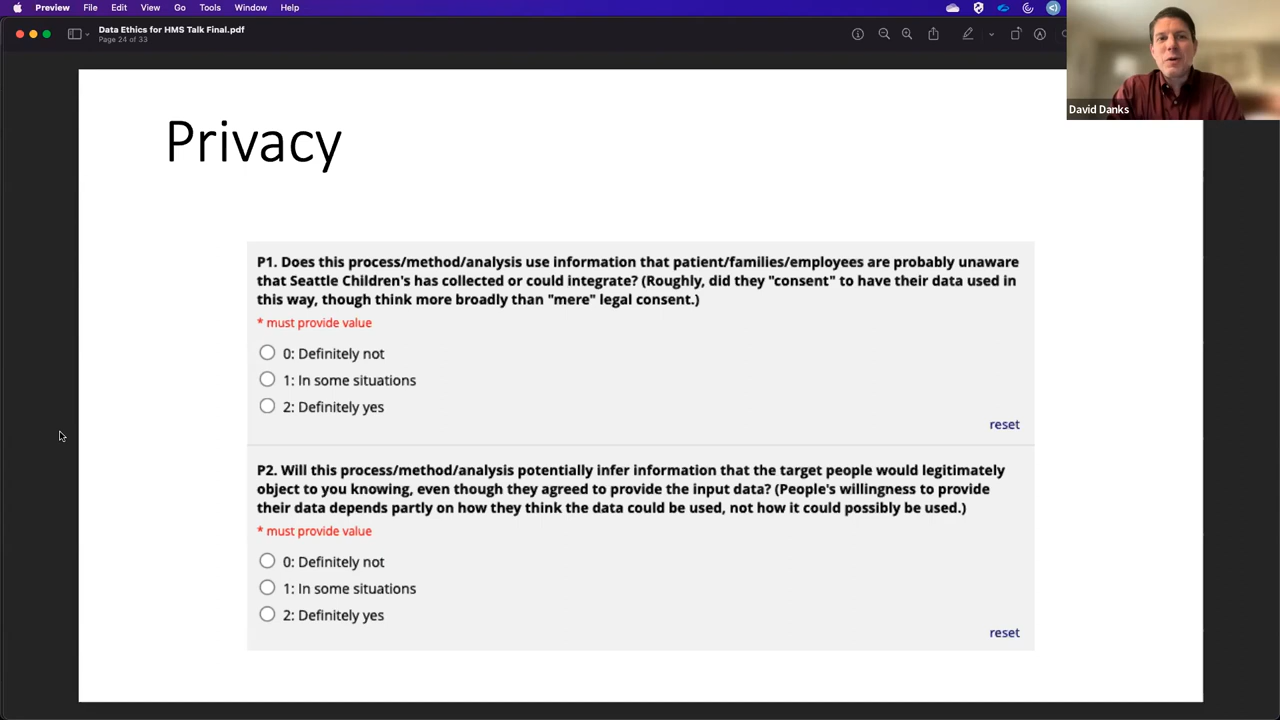 Preview File Edit View Go Tools Window Help
Data Ethics for HMS Talk Final.pdf
Page 24 of 33
David Danks
Privacy
P1. Does this process/method/analysis use information that patient/families/employees are probably unaware
that Seattle Children's has collected or could integrate? (Roughly, did they "consent" to have their data used in
this way, though think more broadly than "mere" legal consent.)
* must provide value
0: Definitely not
1: In some situations
2: Definitely yes
reset
P2. Will this process/method/analysis potentially infer information that the target people would legitimately
object to you knowing, even though they agreed to provide the input data? (People's willingness to provide
their data depends partly on how they think the data could be used, not how it could possibly be used.)
* must provide value
0: Definitely not
1: In some situations
2: Definitely yes
reset